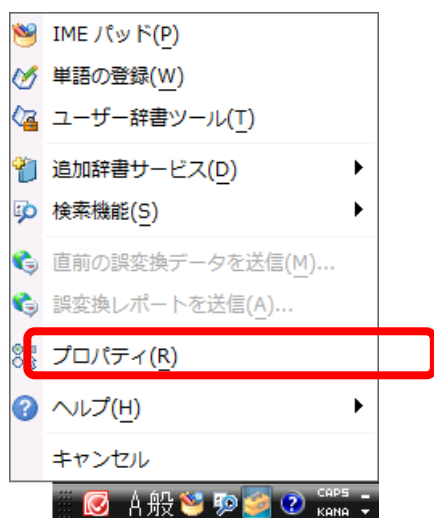 IME パッド(P)
単語の登録(W)
ユーザー辞書ツール(T)
追加辞書サービス(D)
検索機能(S)
直前の誤変換データを送信(M)...
誤変換レポートを送信(A)...
プロパティ(R)
ヘルプ(H)
キャンセル
A 般 CAPS
KANA